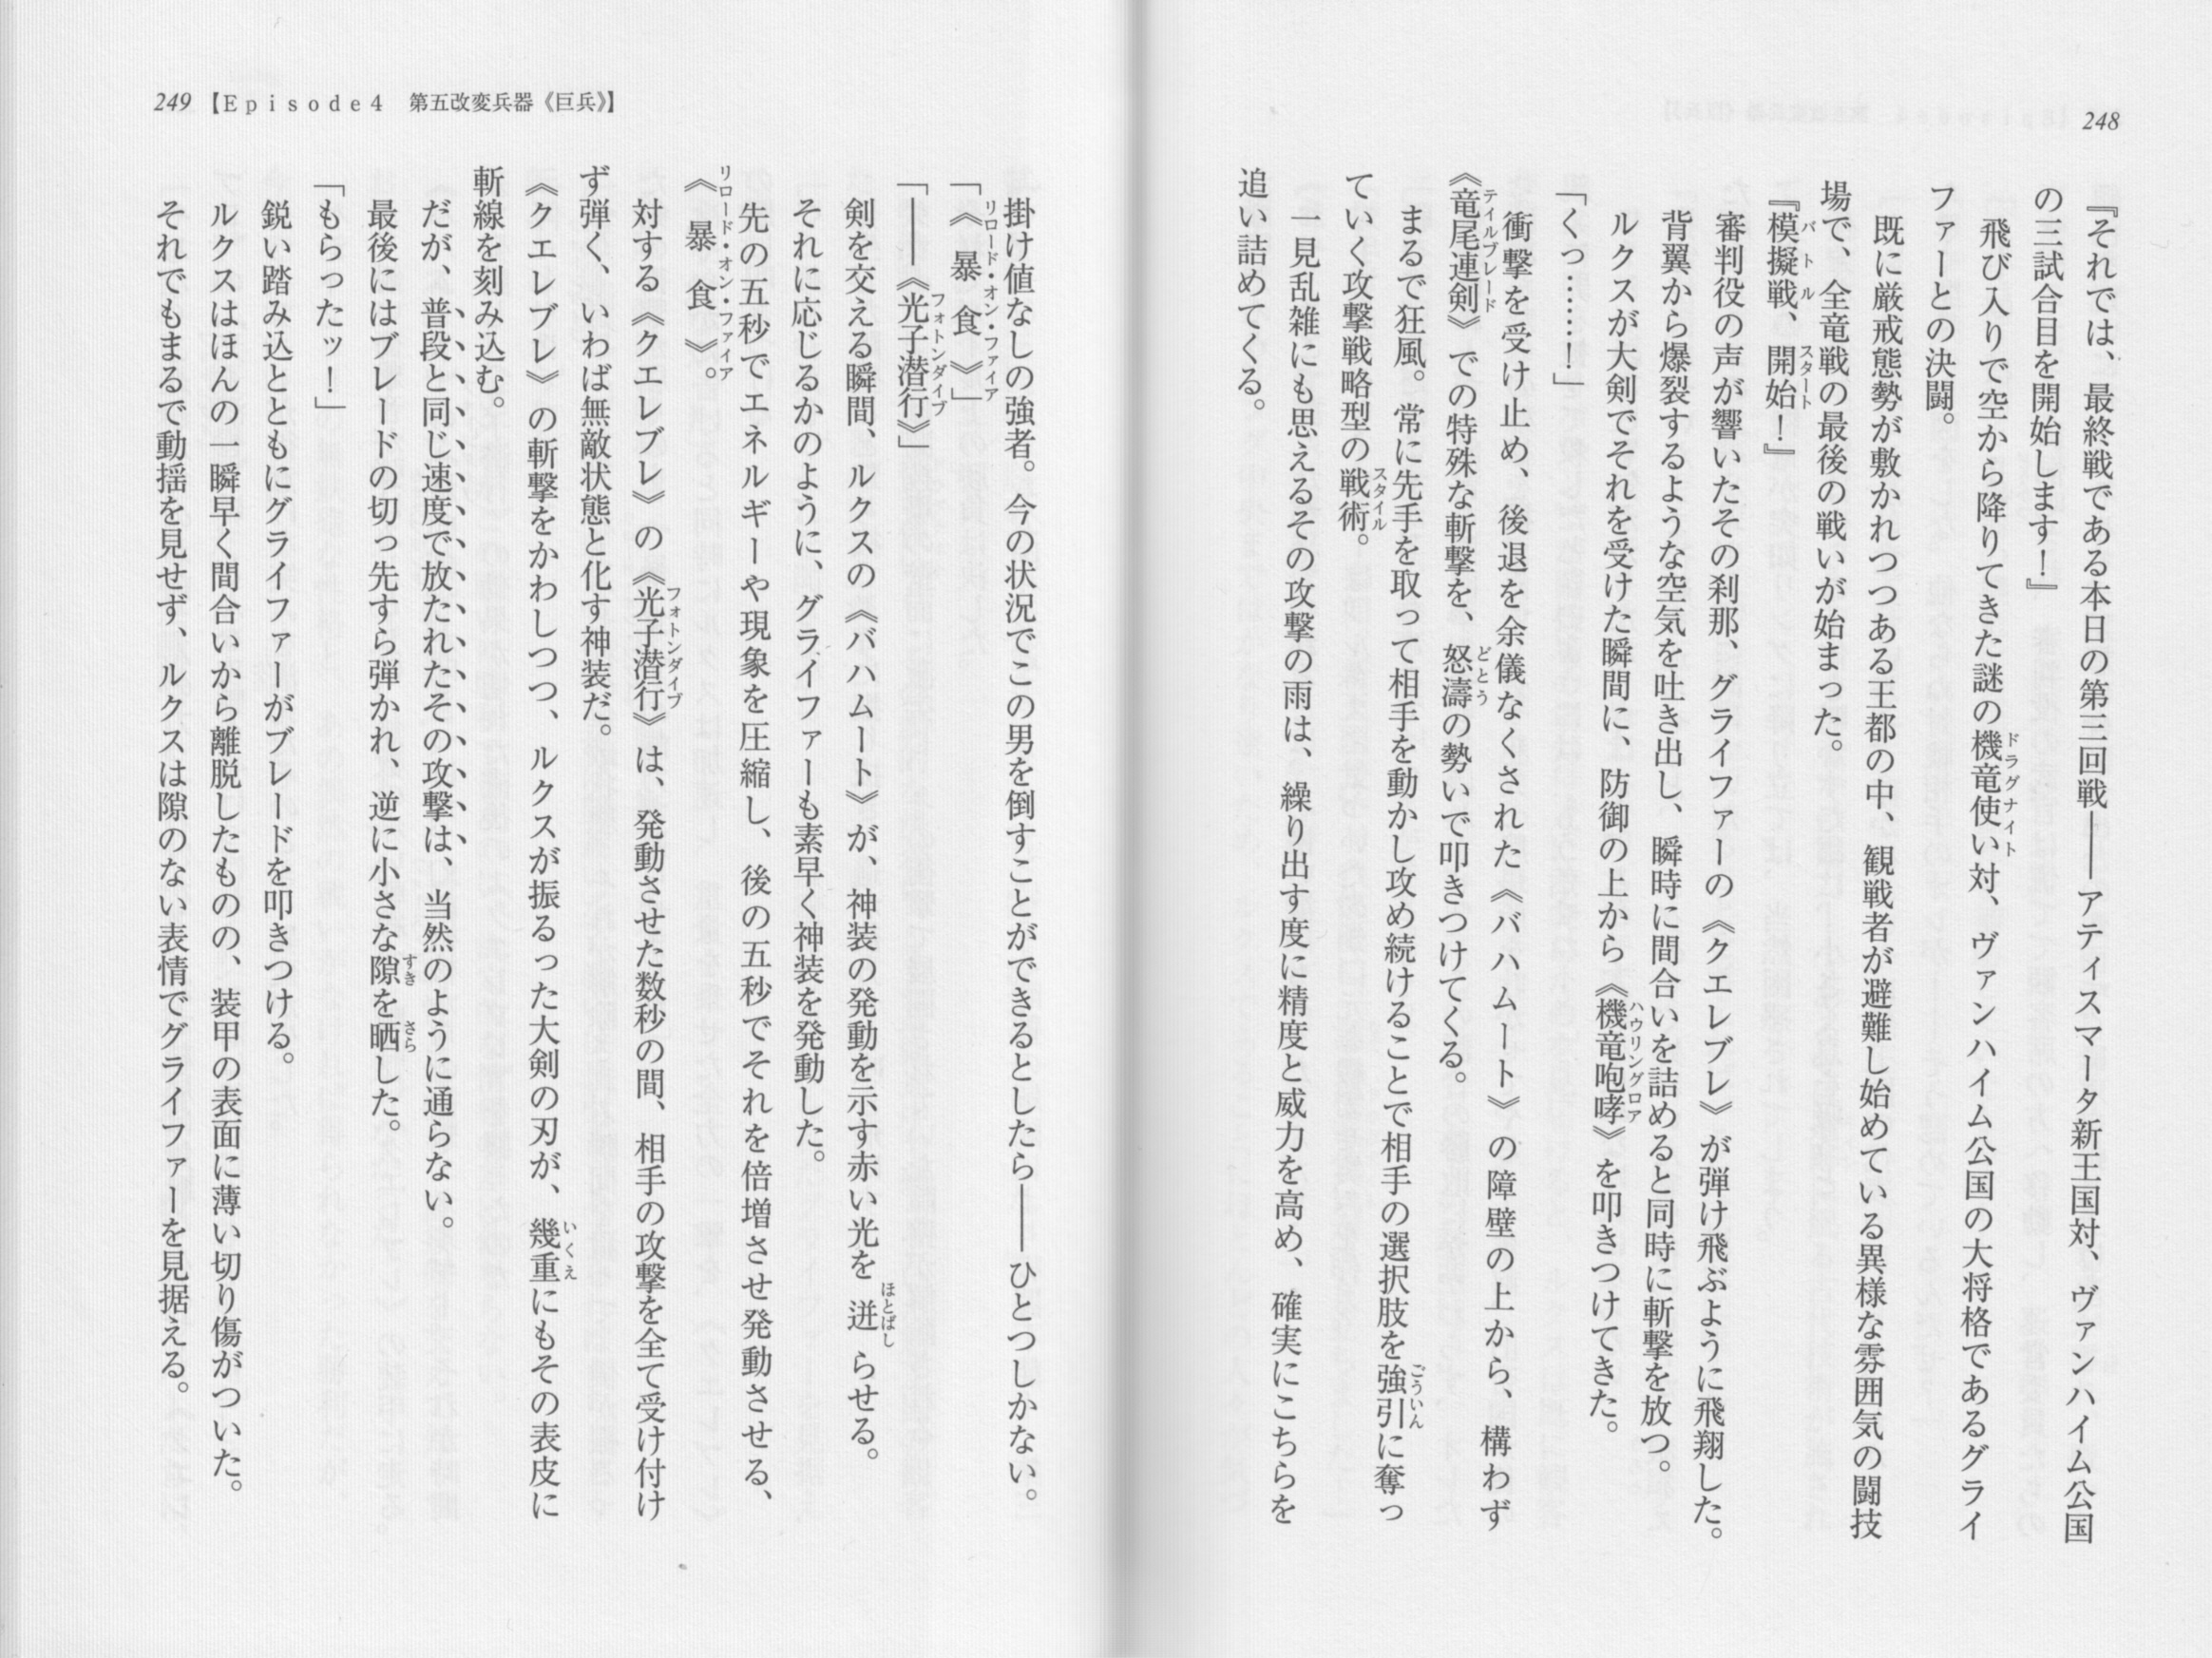 248
『それでは、最終戦である本日の第三回戦――アティスマータ新王国対、ヴァンハイム公国
の三試合目を開始します！』
飛び入りで空から降りてきた謎の機竜使い対、ヴァンハイム公国の大将格であるグライ
ファーとの決闘。
既に厳戒態勢が敷かれつつある王都の中、観戦者が避難し始めている異様な雰囲気の闘技
場で、全竜戦の最後の戦いが始まった。
『模擬戦、開始！』
審判役の声が響いたその刹那、グライファーの《クエレブレ》が弾け飛ぶように飛翔した。
背翼から爆裂するような空気を吐き出し、瞬時に間合いを詰めると同時に斬撃を放つ。
ルクスが大剣でそれを受けた瞬間に、防御の上から《機竜咆哮》を叩きつけてきた。
「くっ……！」
衝撃を受け止め、後退を余儀なくされた《バハムート》の障壁の上から、構わず
《竜尾連剣》での特殊な斬撃を、怒濤の勢いで叩きつけてくる。
まるで狂風。常に先手を取って相手を動かし攻め続けることで相手の選択肢を強引に奪っ
ていく攻撃戦略型の戦術。
一見乱雑にも思えるその攻撃の雨は、繰り出す度に精度と威力を高め、確実にこちらを
追い詰めてくる。
249【Episode4　第五改変兵器《巨兵》】
掛け値なしの強者。今の状況でこの男を倒すことができるとしたら――ひとつしかない。
「《暴食》」
「――《光子潜行》」
剣を交える瞬間、ルクスの《バハムート》が、神装の発動を示す赤い光を迸らせる。
それに応じるかのように、グライファーも素早く神装を発動した。
先の五秒でエネルギーや現象を圧縮し、後の五秒でそれを倍増させ発動させる、
《暴食》。
対する《クエレブレ》の《光子潜行》は、発動させた数秒の間、相手の攻撃を全て受け付け
ず弾く、いわば無敵状態と化す神装だ。
《クエレブレ》の斬撃をかわしつつ、ルクスが振るった大剣の刃が、幾重にもその表皮に
斬線を刻み込む。
だが、普段と同じ速度で放たれたその攻撃は、当然のように通らない。
最後にはブレードの切っ先すら弾かれ、逆に小さな隙を晒した。
「もらったッ！」
鋭い踏み込とともにグライファーがブレードを叩きつける。
ルクスはほんの一瞬早く間合いから離脱したものの、装甲の表面に薄い切り傷がついた。
それでもまるで動揺を見せず、ルクスは隙のない表情でグライファーを見据える。